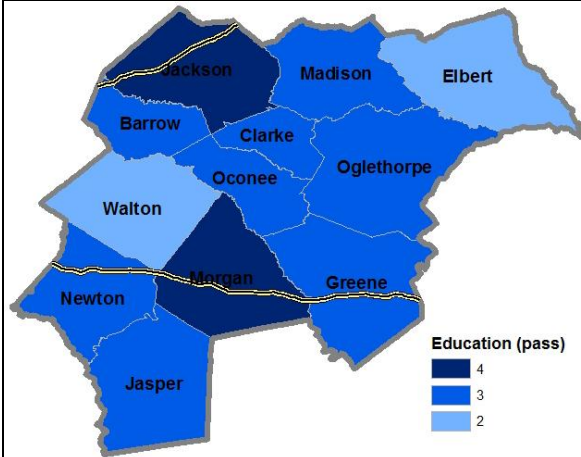 Jackson
Madison
Elbert
Barrow
Clarke
Oglethorpe
Oconee
Walton
Morgan
Greene
Newton
Jasper
Education (pass)
4
3
2